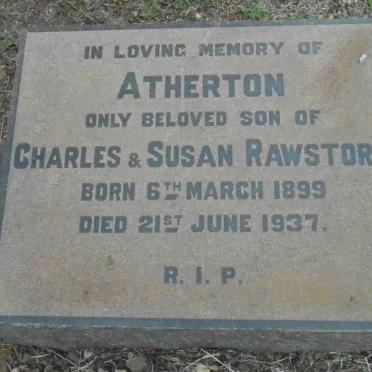 IN LOVING MEMORY OF
ATHERTON
ONLY BELOVED SON OF
CHARLES & SUSAN RAWSTOR
BORN 6TH MARCH 1899
DIED 21ST JUNE 1937.
R. I. P.